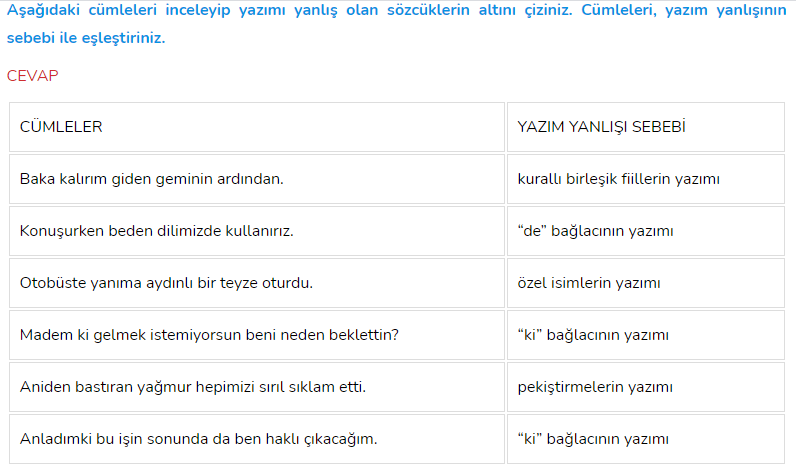 Aşağıdaki cümleleri inceleyip yazımı yanlış olan sözcüklerin altını çiziniz. Cümleleri, yazım yanlışının
sebebi ile eşleştiriniz.
CEVAP
CÜMLELER YAZIM YANLIŞI SEBEBİ
Baka kalırım giden geminin ardından. kurallı birleşik fiillerin yazımı
Konuşurken beden dilimizde kullanırız. “de” bağlacının yazımı
Otobüste yanıma aydınlı bir teyze oturdu. özel isimlerin yazımı
Madem ki gelmek istemiyorsun beni neden beklettin? “ki” bağlacının yazımı
Aniden bastıran yağmur hepimizi sırıl sıklam etti. pekiştirmelerin yazımı
Anladımki bu işin sonunda da ben haklı çıkacağım. “ki” bağlacının yazımı